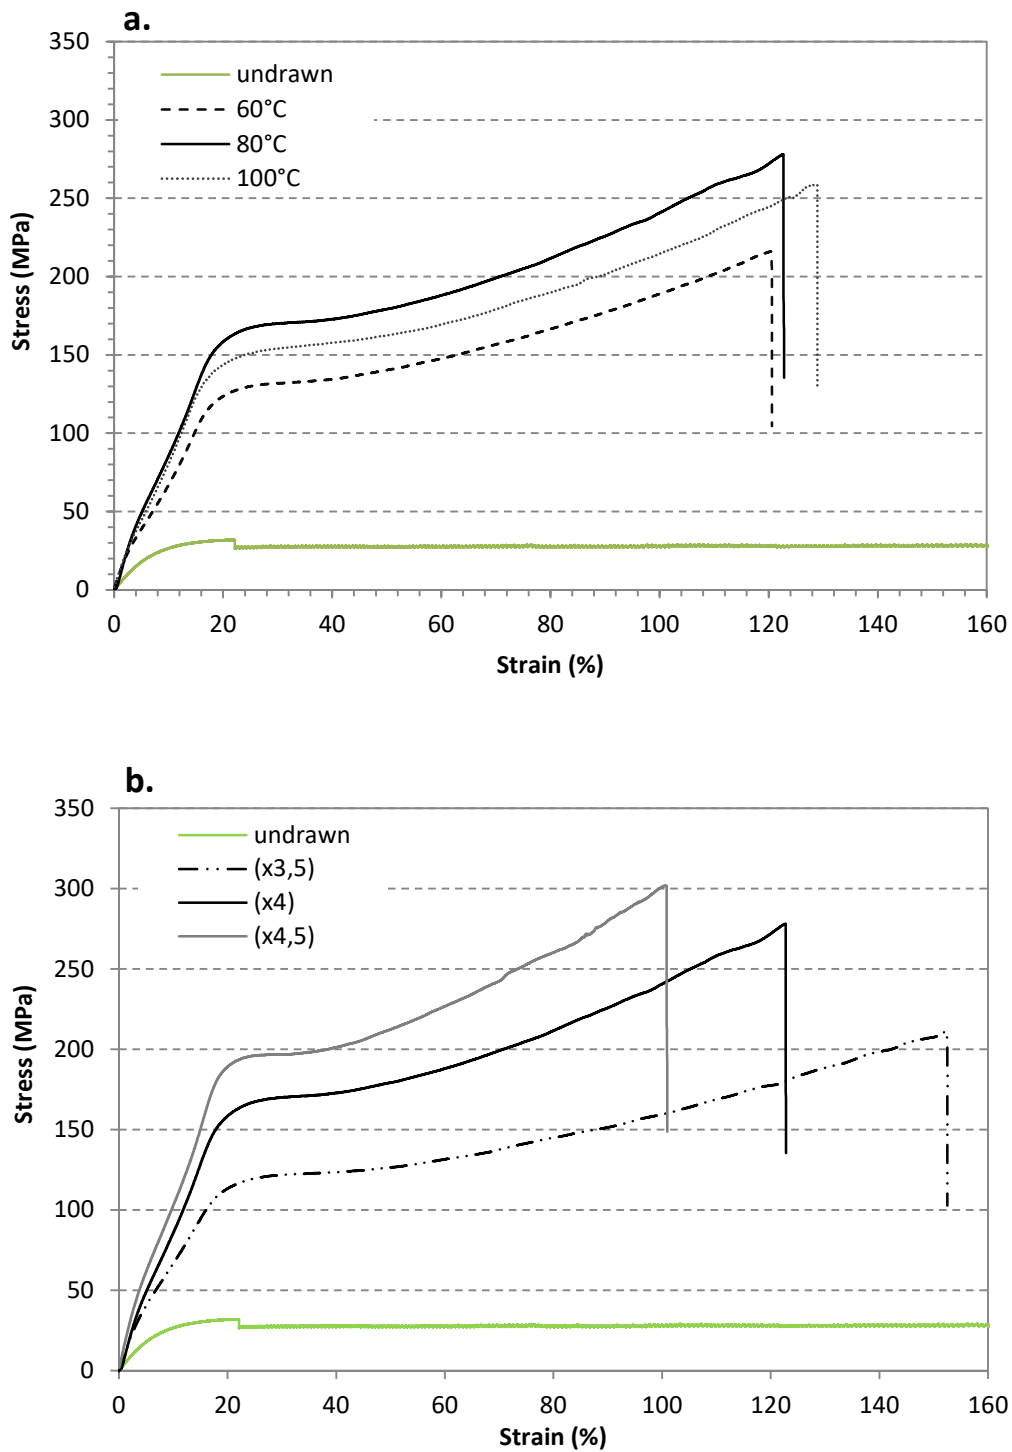 a.
350
300
250
200
150
100
50
0
Stress (MPa)
undrawn
60°C
80°C
100°C
0 20 40 60 80 100 120 140 160
Strain (%)
b.
350
300
250
200
150
100
50
0
Stress (MPa)
undrawn
(x3,5)
(x4)
(x4,5)
0 20 40 60 80 100 120 140 160
Strain (%)